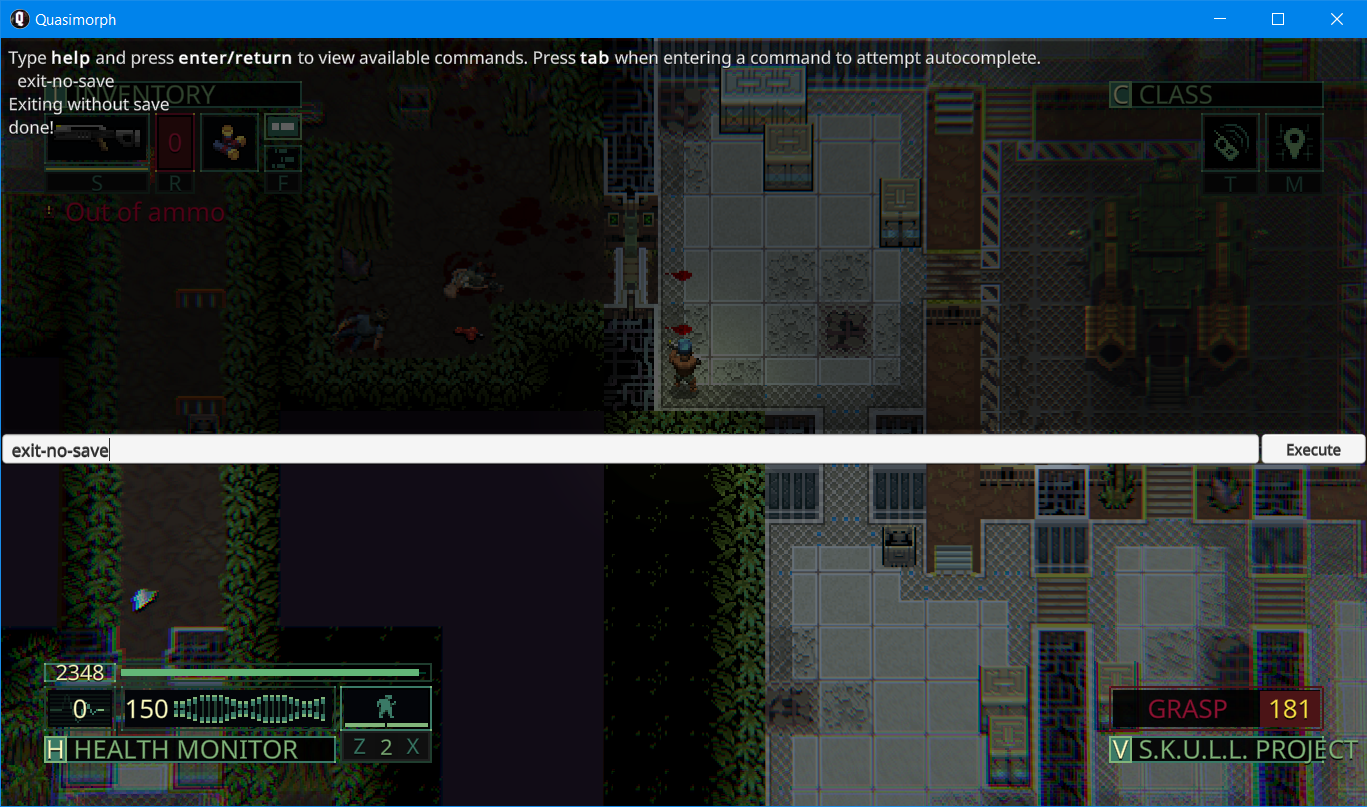 Quasimorph
Type help and press enter/return to view available commands. Press tab when entering a command to attempt autocomplete.
exit-no-save
Exiting without save
done!
INVENTORY
0
S R F
! Out of ammo
C CLASS
T M
exit-no-save
Execute
2348
0 150
H HEALTH MONITOR
Z 2 X
GRASP 181
V S.K.U.L.L. PROJECT